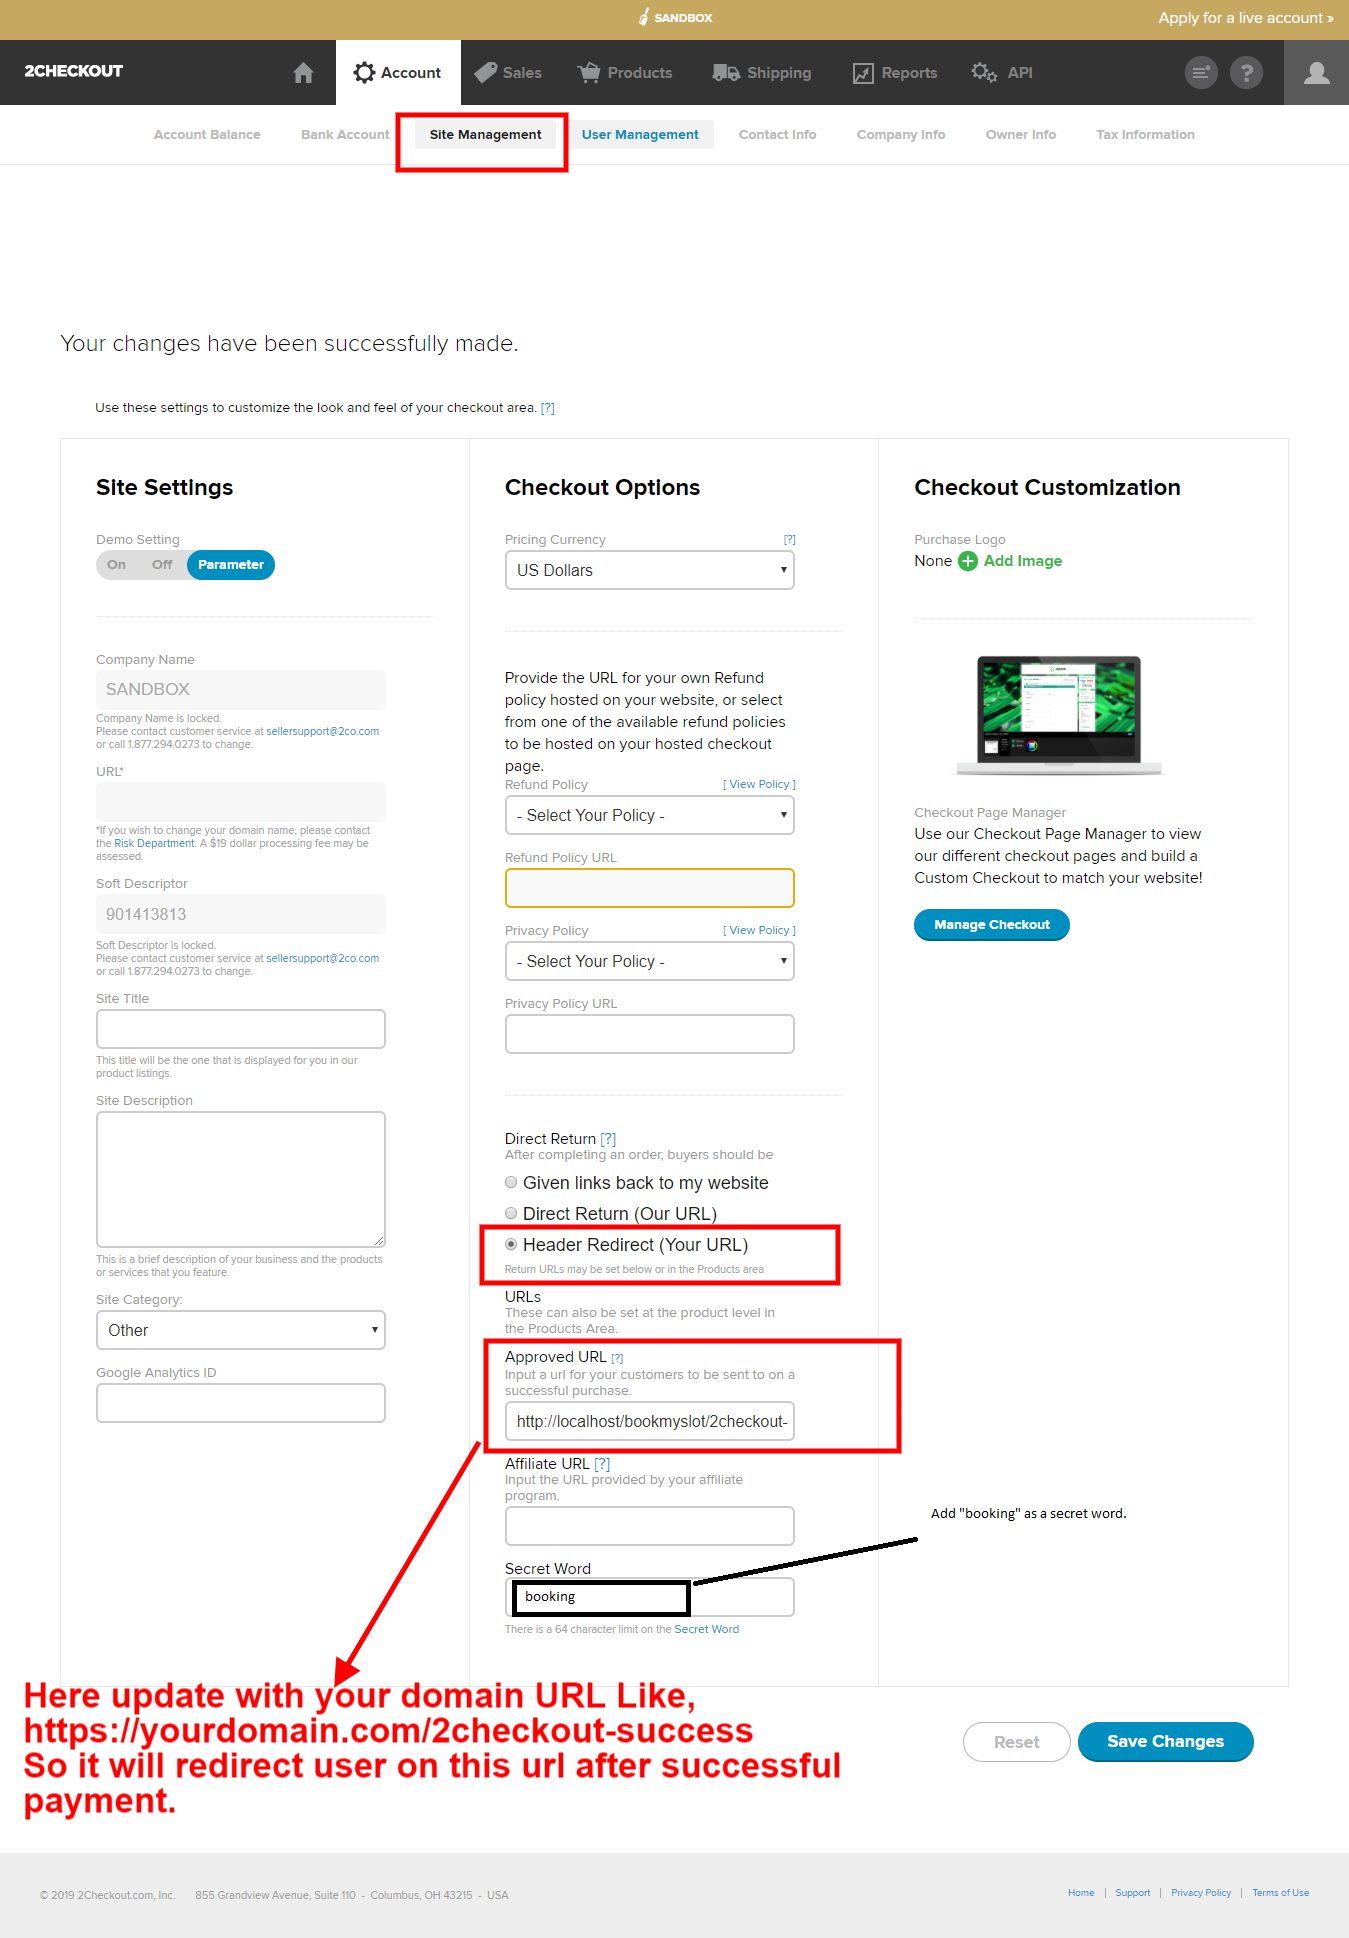 SANDBOX
Apply for a live account »
2CHECKOUT
Account
Sales
Products
Shipping
Reports
API
?
Account Balance
Bank Account
Site Management
User Management
Contact Info
Company Info
Owner Info
Tax Information
Your changes have been successfully made.
Use these settings to customize the look and feel of your checkout area. [?]
Site Settings
Demo Setting
On
Off
Parameter
Company Name
SANDBOX
Company Name is locked.
Please contact customer service at sellersupport@2co.com
or call 1.877.294.0273 to change.
URL*
*If you wish to change your domain name, please contact
the Risk Department. A $19 dollar processing fee may be
assessed.
Soft Descriptor
901413813
Soft Descriptor is locked.
Please contact customer service at sellersupport@2co.com
or call 1.877.294.0273 to change.
Site Title
This title will be the one that is displayed for you in our
product listings.
Site Description
This is a brief description of your business and the products
or services that you feature.
Site Category:
Other
Google Analytics ID
Checkout Options
Pricing Currency [?]
US Dollars
Provide the URL for your own Refund
policy hosted on your website, or select
from one of the available refund policies
to be hosted on your hosted checkout
page.
Refund Policy [ View Policy ]
- Select Your Policy -
Refund Policy URL
Privacy Policy [ View Policy ]
- Select Your Policy -
Privacy Policy URL
Direct Return [?]
After completing an order, buyers should be
Given links back to my website
Direct Return (Our URL)
Header Redirect (Your URL)
Return URLs may be set below or in the Products area
URLs
These can also be set at the product level in
the Products Area.
Approved URL [?]
Input a url for your customers to be sent to on a
successful purchase.
http://localhost/bookmyslot/2checkout-
Affiliate URL [?]
Input the URL provided by your affiliate
program.
Secret Word
booking
There is a 64 character limit on the Secret Word
Checkout Customization
Purchase Logo
None Add Image
Checkout Page Manager
Use our Checkout Page Manager to view
our different checkout pages and build a
Custom Checkout to match your website!
Manage Checkout
Add "booking" as a secret word.
Here update with your domain URL Like,
https://yourdomain.com/2checkout-success
So it will redirect user on this url after successful
payment.
Reset
Save Changes
© 2019 2Checkout.com, Inc.
855 Grandview Avenue, Suite 110 - Columbus, OH 43215 - USA
Home | Support | Privacy Policy | Terms of Use